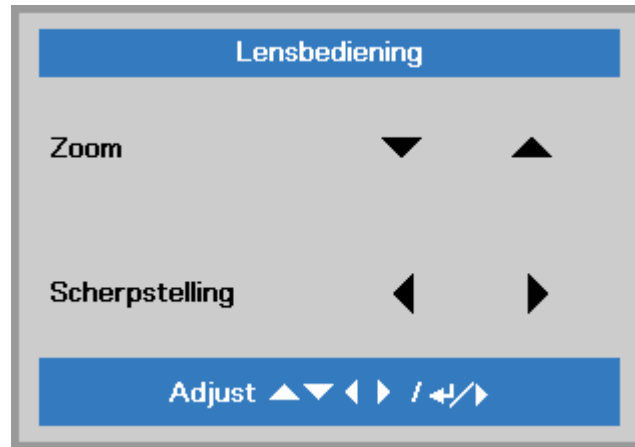 Lensbediening
Zoom
Scherpstelling
Adjust ▲▼◀▶ / ↵/▶